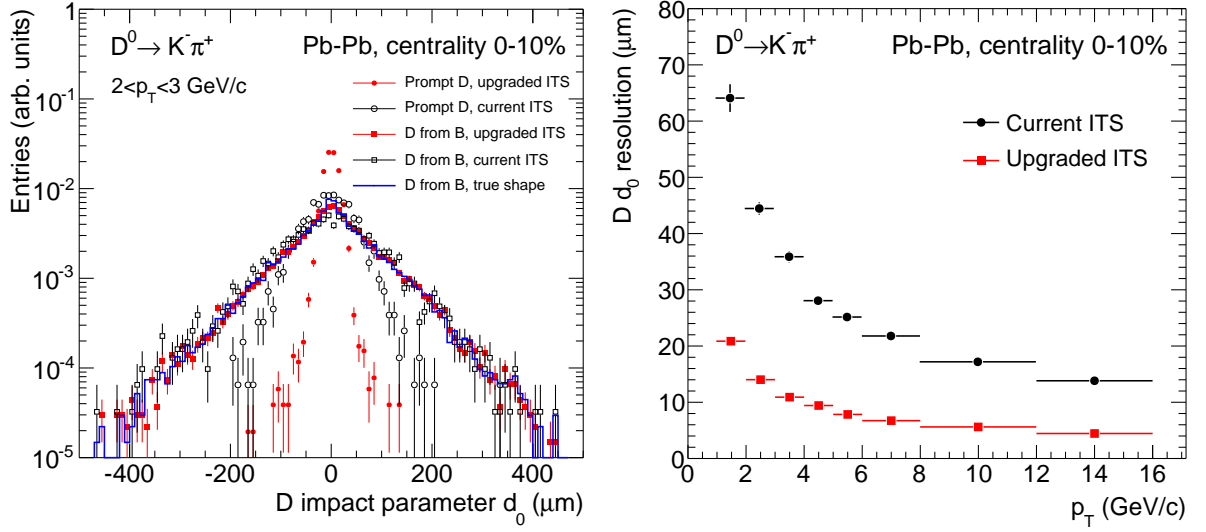 D⁰→ K⁻π⁺
Pb-Pb, centrality 0-10%
2<p_T<3 GeV/c
Prompt D, upgraded ITS
Prompt D, current ITS
D from B, upgraded ITS
D from B, current ITS
D from B, true shape
Entries (arb. units)
1
10⁻¹
10⁻²
10⁻³
10⁻⁴
10⁻⁵
-400 -200 0 200 400
D impact parameter d₀ (μm)
D⁰→ K⁻π⁺
Pb-Pb, centrality 0-10%
Current ITS
Upgraded ITS
D d₀ resolution (μm)
80
70
60
50
40
30
20
10
0
0 2 4 6 8 10 12 14 16
p_T (GeV/c)